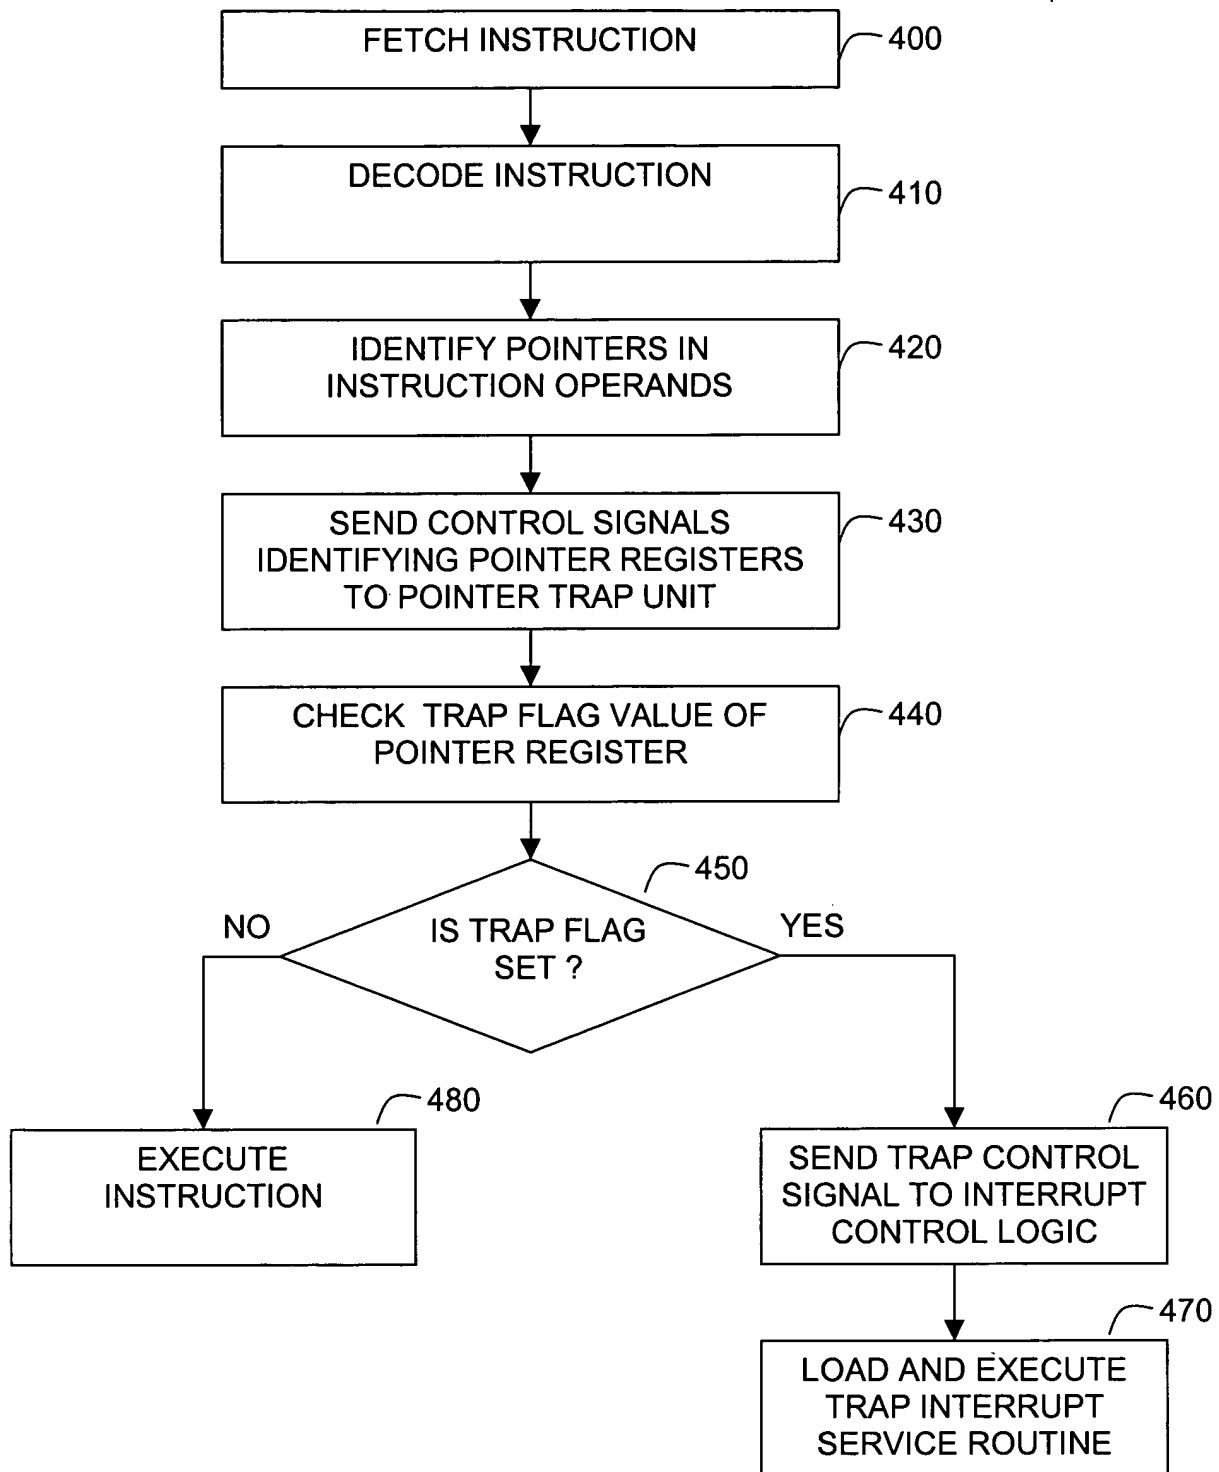 FETCH INSTRUCTION
400
DECODE INSTRUCTION
410
IDENTIFY POINTERS IN
INSTRUCTION OPERANDS
420
SEND CONTROL SIGNALS
IDENTIFYING POINTER REGISTERS
TO POINTER TRAP UNIT
430
CHECK TRAP FLAG VALUE OF
POINTER REGISTER
440
450
NO
IS TRAP FLAG
SET ?
YES
480
EXECUTE
INSTRUCTION
460
SEND TRAP CONTROL
SIGNAL TO INTERRUPT
CONTROL LOGIC
470
LOAD AND EXECUTE
TRAP INTERRUPT
SERVICE ROUTINE